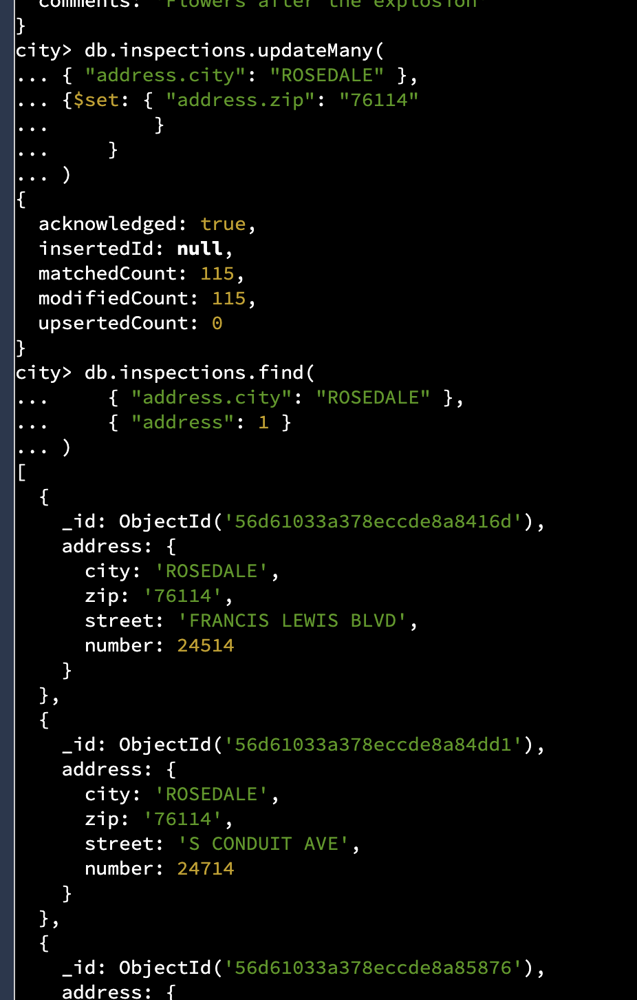 comments: 'Flowers after the explosion'
}
city> db.inspections.updateMany(
... { "address.city": "ROSEDALE" },
... {$set: { "address.zip": "76114"
...         }
...     }
... )
{
  acknowledged: true,
  insertedId: null,
  matchedCount: 115,
  modifiedCount: 115,
  upsertedCount: 0
}
city> db.inspections.find(
...     { "address.city": "ROSEDALE" },
...     { "address": 1 }
... )
[
  {
    _id: ObjectId('56d61033a378eccde8a8416d'),
    address: {
      city: 'ROSEDALE',
      zip: '76114',
      street: 'FRANCIS LEWIS BLVD',
      number: 24514
    }
  },
  {
    _id: ObjectId('56d61033a378eccde8a84dd1'),
    address: {
      city: 'ROSEDALE',
      zip: '76114',
      street: 'S CONDUIT AVE',
      number: 24714
    }
  },
  {
    _id: ObjectId('56d61033a378eccde8a85876'),
    address: {